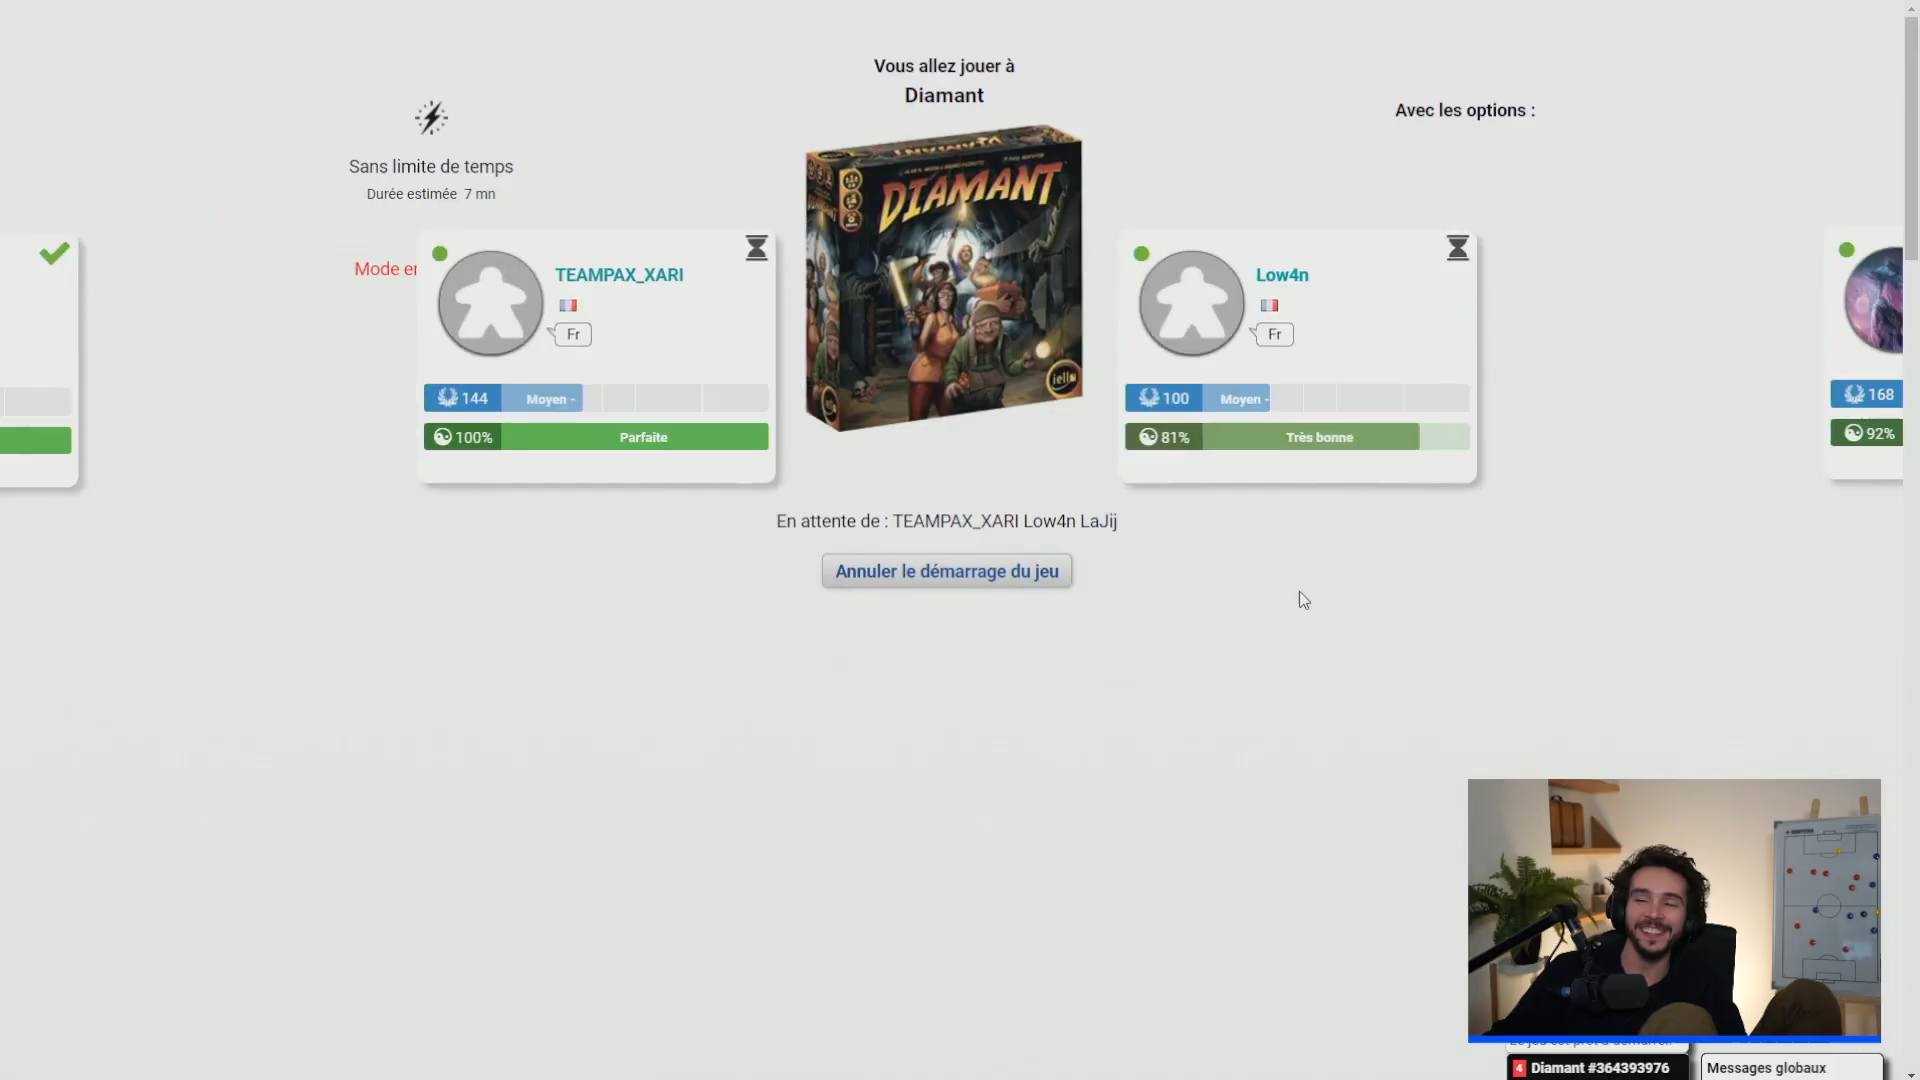 Vous allez jouer à
Diamant
Avec les options :
Sans limite de temps
Durée estimée 7 mn
DIAMANT
iello
TEAMPAX_XARI
Fr
144
Moyen -
100%
Parfaite
Low4n
Fr
100
Moyen -
81%
Très bonne
168
92%
En attente de : TEAMPAX_XARI Low4n LaJij
Annuler le démarrage du jeu
4 Diamant #364393976
Messages globaux